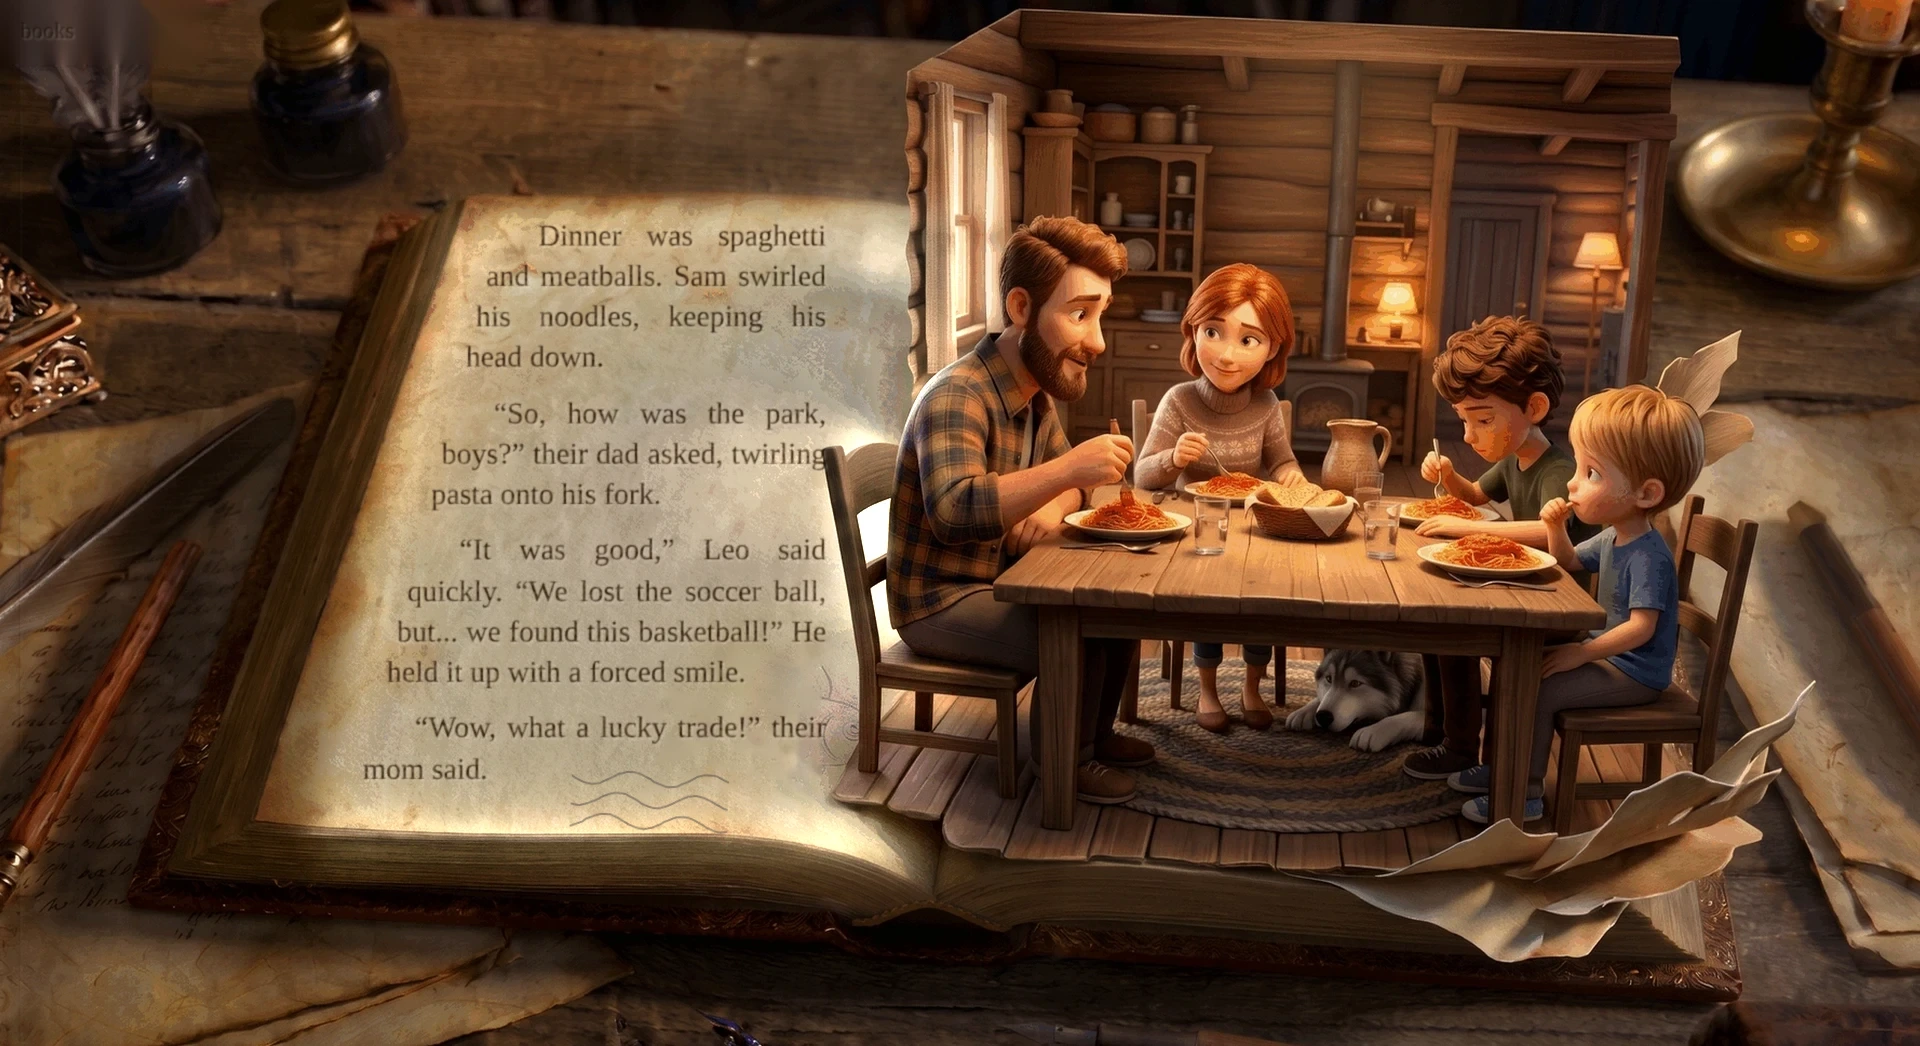 books
Dinner was spaghetti
and meatballs. Sam swirled
his noodles, keeping his
head down.
“So, how was the park,
boys?” their dad asked, twirling
pasta onto his fork.
“It was good,” Leo said
quickly. “We lost the soccer ball,
but... we found this basketball!” He
held it up with a forced smile.
“Wow, what a lucky trade!” their
mom said.